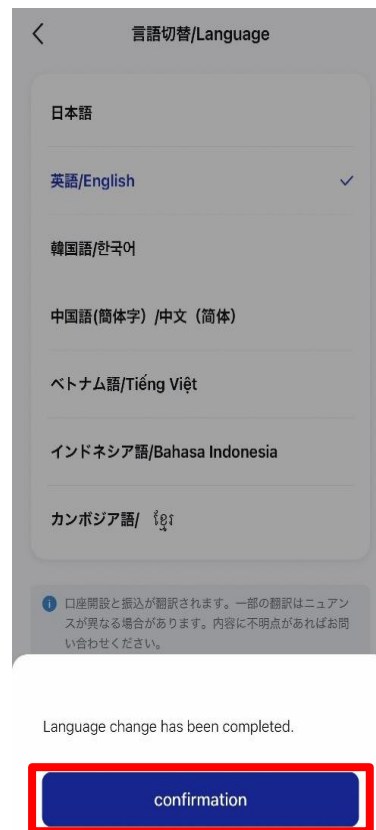 言語切替/Language
日本語
英語/English
韓国語/한국어
中国語(簡体字) /中文（简体）
ベトナム語/Tiếng Việt
インドネシア語/Bahasa Indonesia
カンボジア語/ ខ្មែរ
口座開設と振込が翻訳されます。一部の翻訳はニュアン
スが異なる場合があります。内容に不明点があればお問
い合わせください。
Language change has been completed.
confirmation